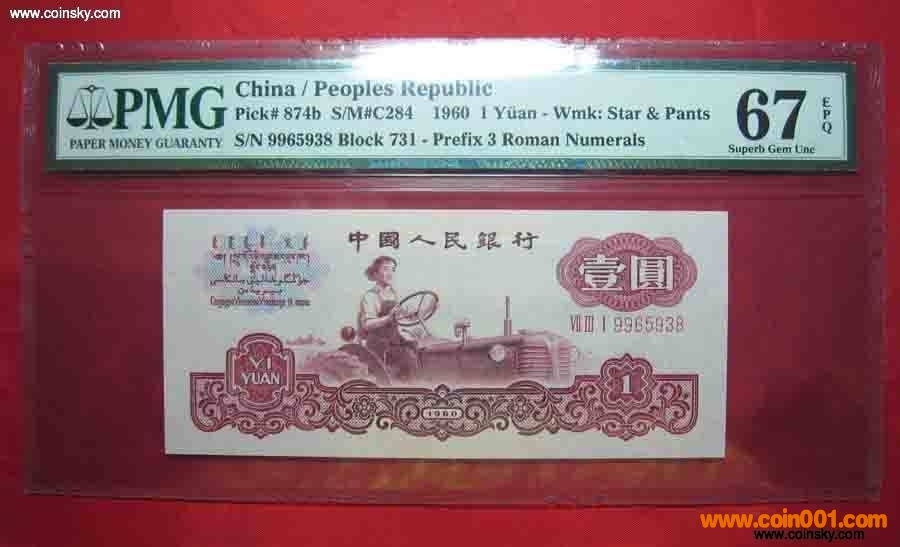 www.coinsky.com
PMG
PAPER MONEY GUARANTY
China / Peoples Republic
Pick# 874b S/M#C284 1960 1 Yüan - Wmk: Star & Pants
S/N 9965938 Block 731 - Prefix 3 Roman Numerals
67 EPQ
Superb Gem Unc
中國人民銀行
壹圓
VII III I 9965938
YI
YUAN
1960
1
www.coin001.com
www.coinsky.com